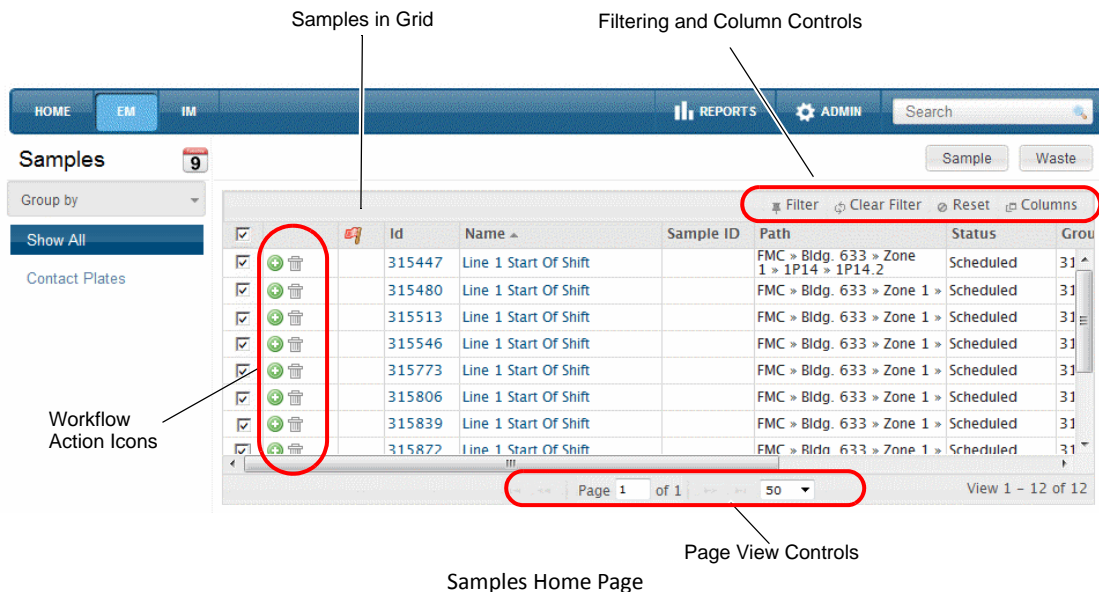 Samples in Grid
Filtering and Column Controls
HOME EM IM REPORTS ADMIN Search
Samples 9 Sample Waste
Group by
Filter Clear Filter Reset Columns
Show All
Contact Plates
Id Name Sample ID Path Status Grou
315447 Line 1 Start Of Shift FMC » Bldg. 633 » Zone 1 » 1P14 » 1P14.2 Scheduled 31
315480 Line 1 Start Of Shift FMC » Bldg. 633 » Zone 1 » Scheduled 31
315513 Line 1 Start Of Shift FMC » Bldg. 633 » Zone 1 » Scheduled 31
315546 Line 1 Start Of Shift FMC » Bldg. 633 » Zone 1 » Scheduled 31
315773 Line 1 Start Of Shift FMC » Bldg. 633 » Zone 1 » Scheduled 31
315806 Line 1 Start Of Shift FMC » Bldg. 633 » Zone 1 » Scheduled 31
315839 Line 1 Start Of Shift FMC » Bldg. 633 » Zone 1 » Scheduled 31
315872 Line 1 Start Of Shift FMC » Bldg. 633 » Zone 1 » Scheduled 31
Workflow
Action Icons
Page 1 of 1 50 View 1 - 12 of 12
Page View Controls
Samples Home Page